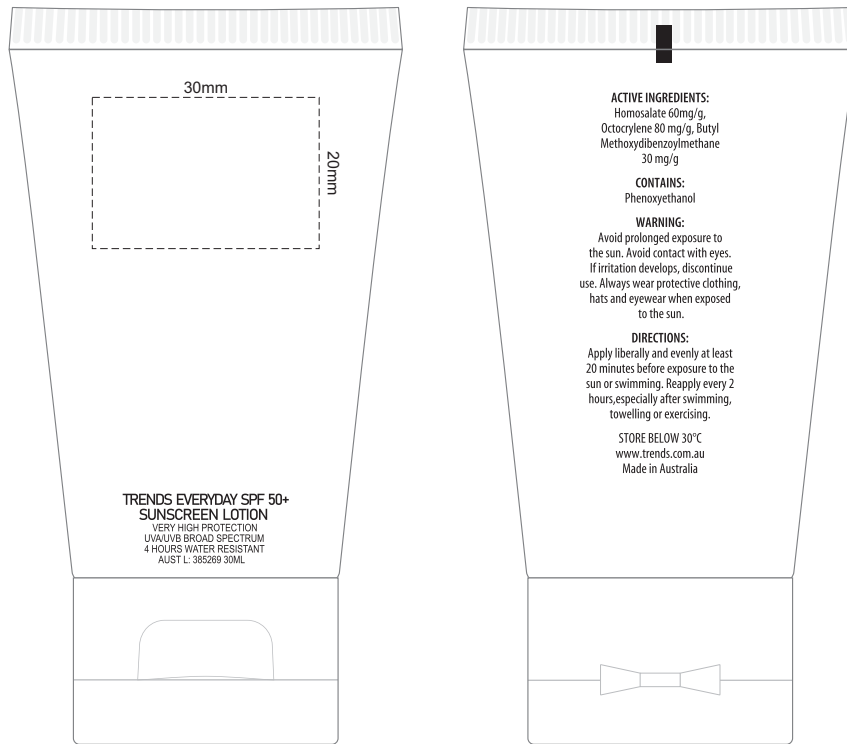 30mm
20mm
TRENDS EVERYDAY SPF 50+
SUNSCREEN LOTION
VERY HIGH PROTECTION
UVA/UVB BROAD SPECTRUM
4 HOURS WATER RESISTANT
AUST L: 385269 30ML
ACTIVE INGREDIENTS:
Homosalate 60mg/g,
Octocrylene 80 mg/g, Butyl
Methoxydibenzoylmethane
30 mg/g
CONTAINS:
Phenoxyethanol
WARNING:
Avoid prolonged exposure to
the sun. Avoid contact with eyes.
If irritation develops, discontinue
use. Always wear protective clothing,
hats and eyewear when exposed
to the sun.
DIRECTIONS:
Apply liberally and evenly at least
20 minutes before exposure to the
sun or swimming. Reapply every 2
hours,especially after swimming,
towelling or exercising.
STORE BELOW 30°C
www.trends.com.au
Made in Australia